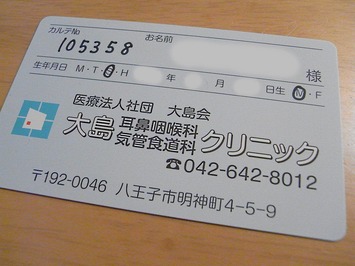 カルテNo. お名前
105358 様
生年月日 M・T・S・H 年 月 日生 M・F
医療法人社団 大島会
大島 耳鼻咽喉科 気管食道科 クリニック
☎042-642-8012
〒192-0046 八王子市明神町4-5-9